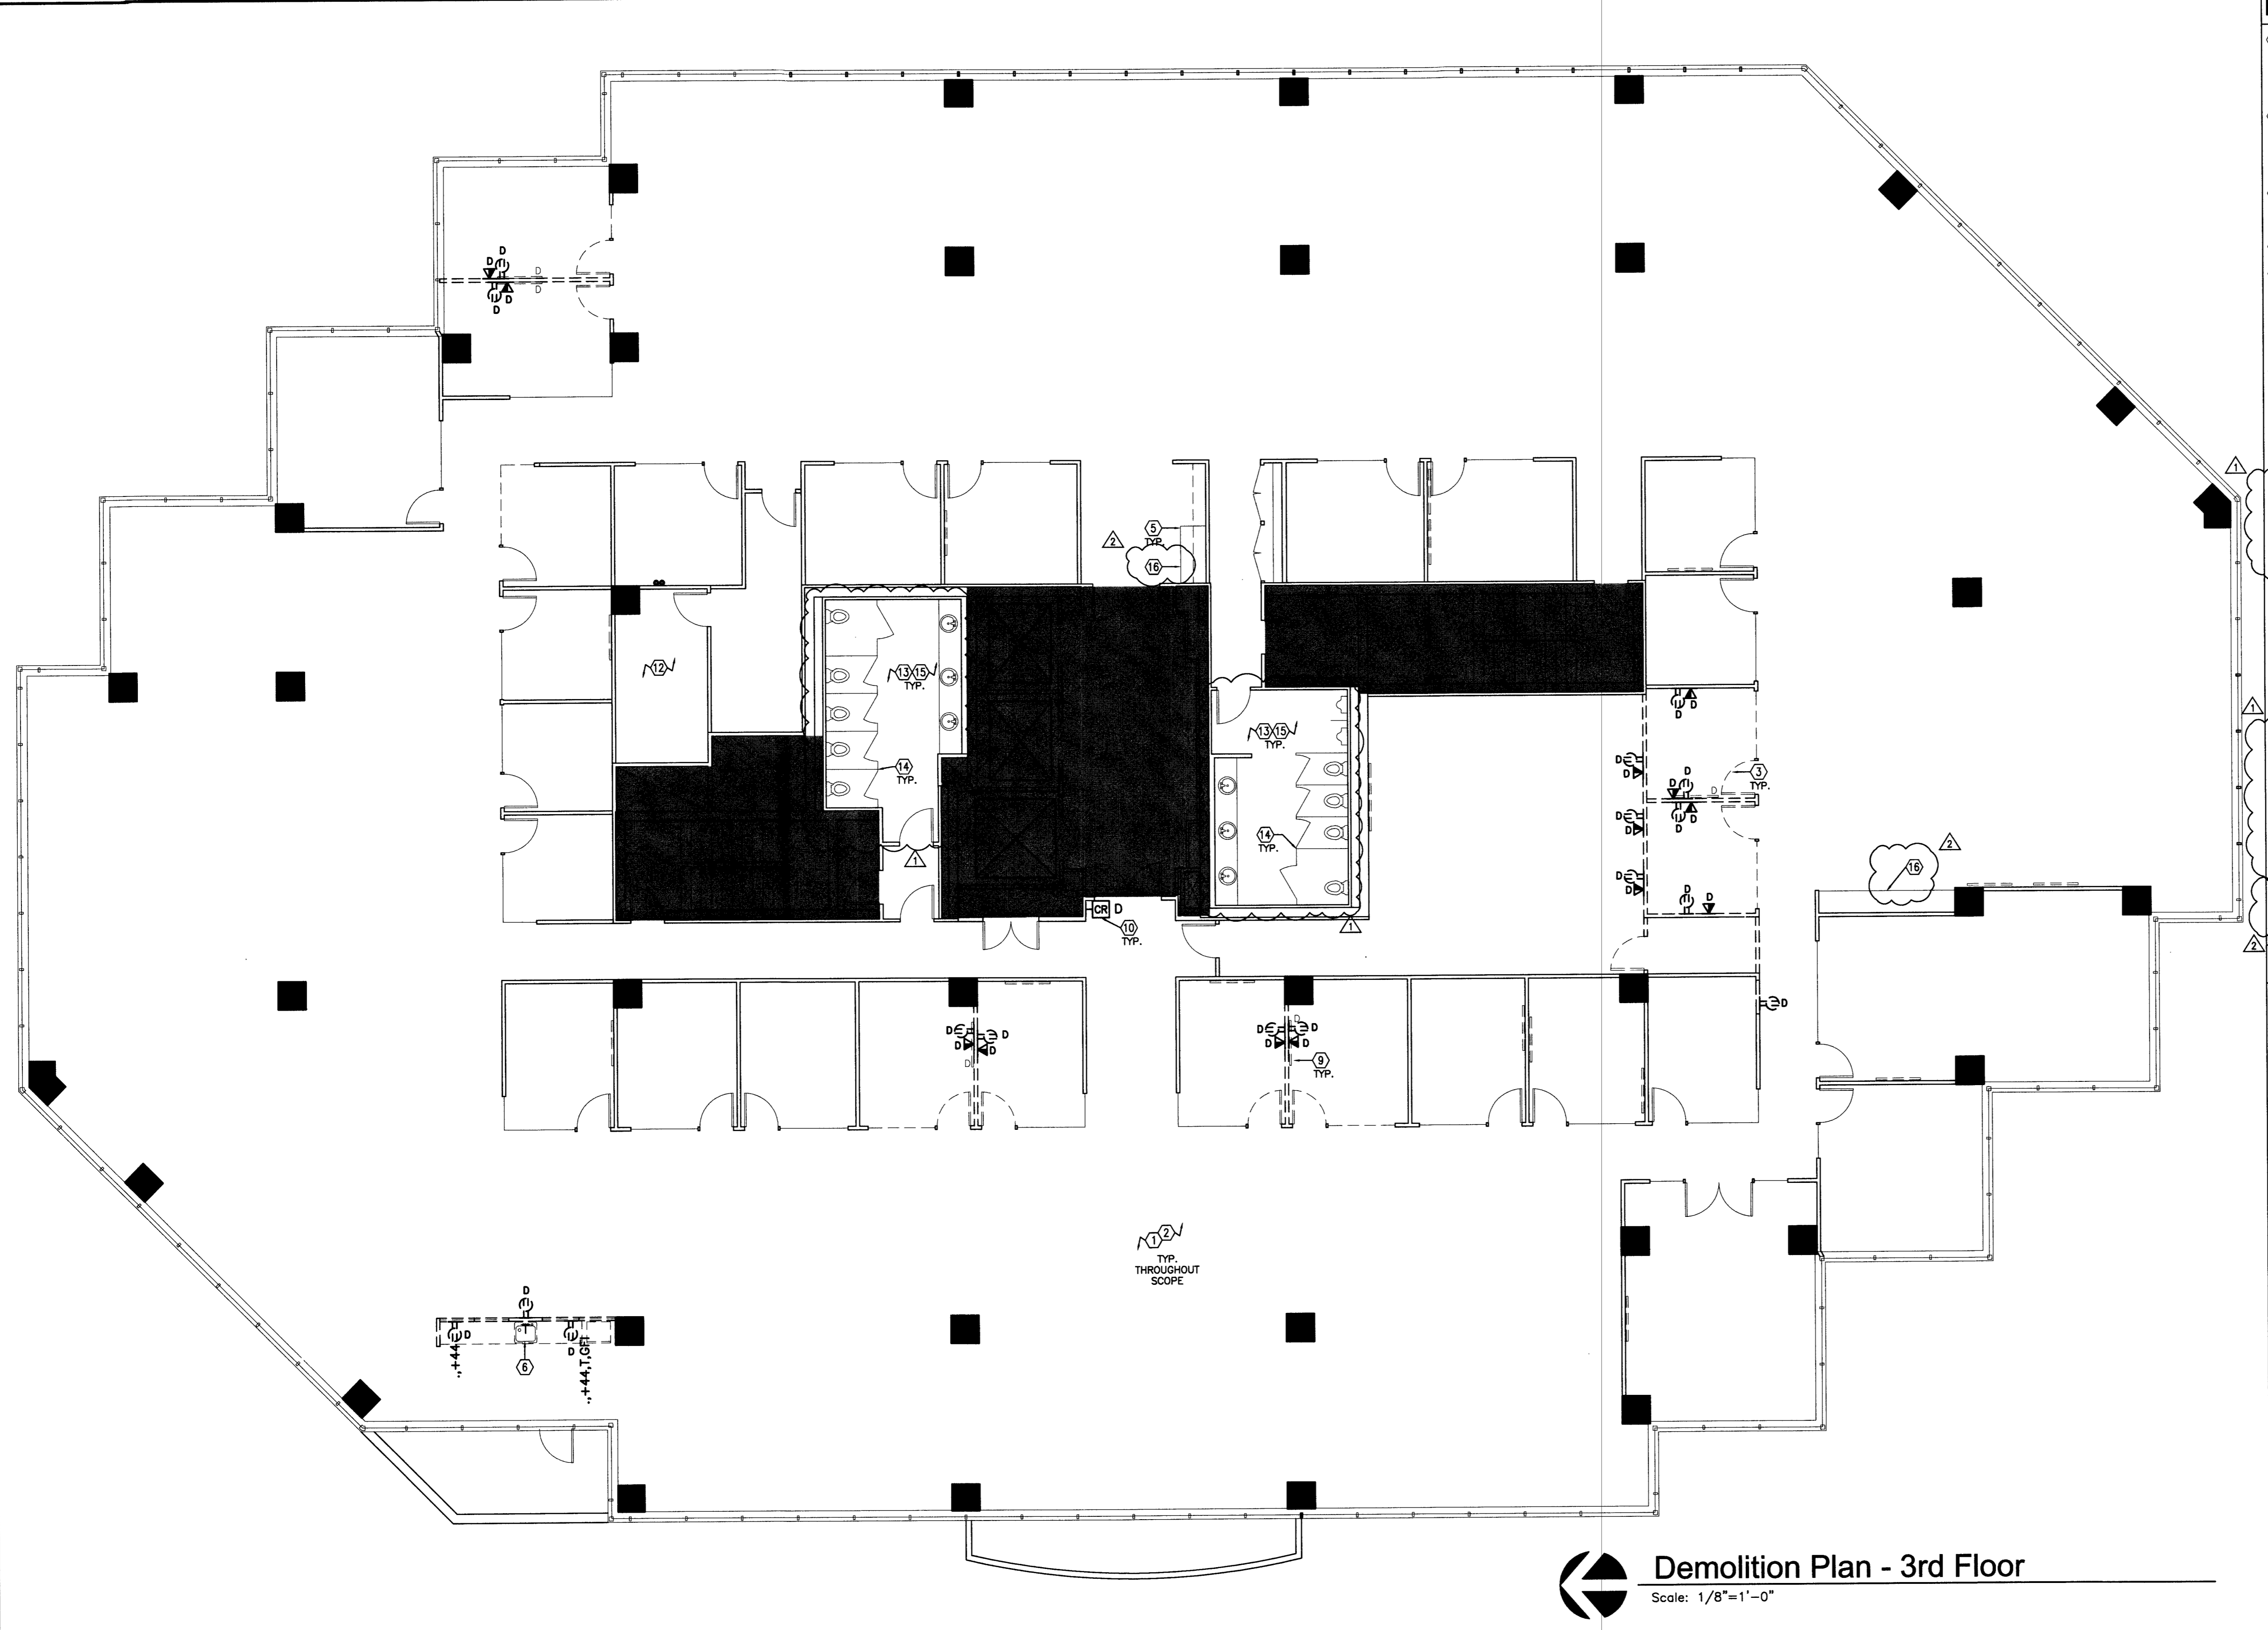 D
D
D
D
D
D
1
5
TYP.
2
16
12
13 15
TYP.
1
13 15
TYP.
D
D
14
TYP.
D
D
D
D
3
TYP.
D
D
D
D
D
14
TYP.
1
2
16
D
D
D
CR D
10
TYP.
1
2
D
D
D
D
D
D
D
D
D
D
D
9
TYP.
1 2
TYP.
THROUGHOUT
SCOPE
D
D
D
6
.,+44
.,+44,T,GFI
Demolition Plan - 3rd Floor
Scale: 1/8"=1'-0"